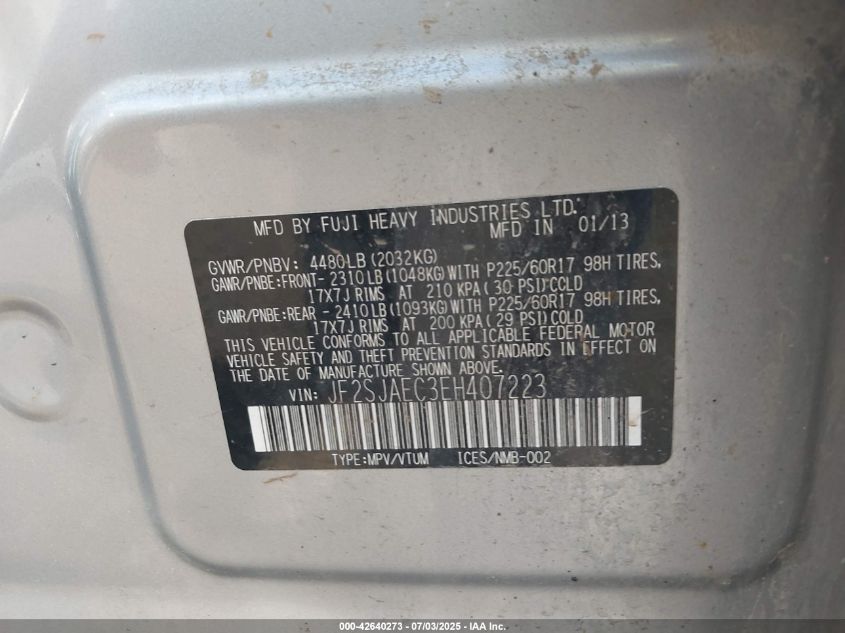 MFD BY FUJI HEAVY INDUSTRIES LTD.
MFD IN 01/13
GVWR/PNBV: 4480LB (2032KG)
GAWR/PNBE:FRONT- 2310LB(1048KG)WITH P225/60R17 98H TIRES,
17X7J RIMS AT 210 KPA( 30 PSI)COLD
GAWR/PNBE:REAR - 2410LB(1093KG)WITH P225/60R17 98H TIRES,
17X7J RIMS AT 200 KPA( 29 PSI)COLD
THIS VEHICLE CONFORMS TO ALL APPLICABLE FEDERAL MOTOR
VEHICLE SAFETY AND THEFT PREVENTION STANDARDS IN EFFECT ON
THE DATE OF MANUFACTURE SHOWN ABOVE.
VIN: JF2SJAEC3EH407223
TYPE:MPV/VTUM ICES/NMB-002
000-42640273 - 07/03/2025 - IAA Inc.